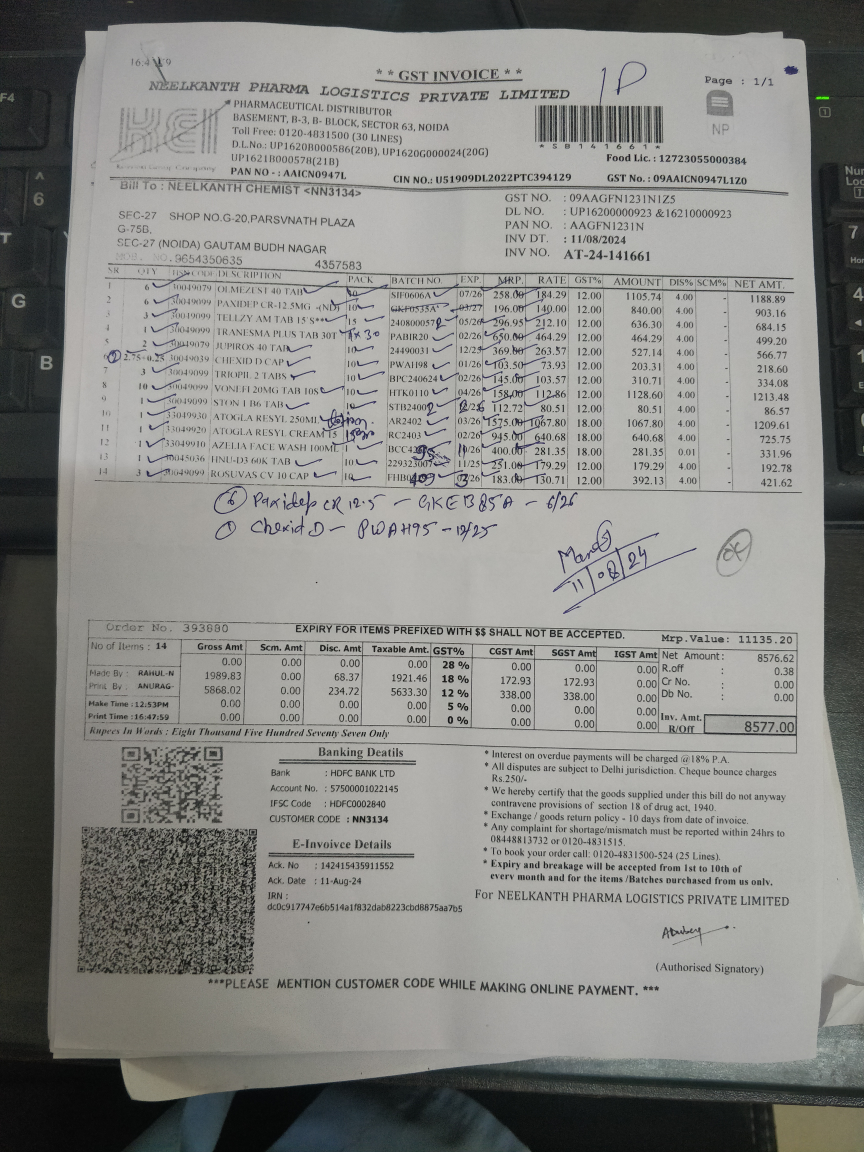 16:4
* * GST INVOICE * *
1P
Page : 1/1
NEELKANTH PHARMA LOGISTICS PRIVATE LIMITED
PHARMACEUTICAL DISTRIBUTOR
BASEMENT, B-3, B- BLOCK, SECTOR 63, NOIDA
Toll Free: 0120-4831500 (30 LINES)
D.L.No.: UP1620B000586(20B), UP1620G000024(20G)
UP1621B000578(21B)
PAN NO -: AAICN0947L
*SB141661*
NP
Food Lic. : 12723055000384
CIN NO.: U51909DL2022PTC394129
GST No. : 09AAICN0947L1Z0
Bill To : NEELKANTH CHEMIST <NN3134>
SEC-27 SHOP NO.G-20,PARSVNATH PLAZA
G-75B,
SEC-27 (NOIDA) GAUTAM BUDH NAGAR
9654350635 4357583
GST NO. : 09AAGFN1231N1Z5
DL NO. : UP16200000923 &16210000923
PAN NO. : AAGFN1231N
INV DT. : 11/08/2024
INV NO. AT-24-141661
SR QTY HSN CODE DESCRIPTION PACK BATCH NO. EXP. MRP. RATE GST% AMOUNT DIS% SCM% NET AMT.
1 6 30049079 OLMEZEST 40 TAB 10 SIF0606A 07/26 258.00 184.29 12.00 1105.74 4.00 - 1188.89
2 6 30049099 PAXIDEP CR-12.5MG -(ND) 10 GKF0535A 03/27 196.00 140.00 12.00 840.00 4.00 - 903.16
3 3 30049099 TELLZY AM TAB 15'S 15 240800057 05/26 296.95 212.10 12.00 636.30 4.00 - 684.15
4 1 30049099 TRANESMA PLUS TAB 30T 1x30 PABIR20 02/26 650.00 464.29 12.00 464.29 4.00 - 499.20
5 2 30049079 JUPIROS 40 TAB 10 24490031 12/25 369.00 263.57 12.00 527.14 4.00 - 566.77
6 2.75+0.25 30049039 CHEXID D CAP 10 PWA1198 01/26 103.50 73.93 12.00 203.31 4.00 - 218.60
7 3 30049099 TRIOPIL 2 TABS 10 BPC240624 02/26 145.00 103.57 12.00 310.71 4.00 - 334.08
8 10 30049099 VONEFI 20MG TAB 10S 10 HTK0110 04/26 158.00 112.86 12.00 1128.60 4.00 - 1213.48
9 1 30049099 STON 1 B6 TAB 10 STB2400 112.72 80.51 12.00 80.51 4.00 - 86.57
10 1 33049930 ATOGLA RESYL 250ML AR2402 03/26 1575.00 1067.80 18.00 1067.80 4.00 - 1209.61
11 1 33049920 ATOGLA RESYL CREAM 15 RC2403 02/26 945.00 640.68 18.00 640.68 4.00 - 725.75
12 1 33049910 AZELIA FACE WASH 100ML 1 BCC4 400.00 281.35 18.00 281.35 0.01 - 331.96
13 1 30045036 HNU-D3 60K TAB 10 229323007 11/25 251.00 179.29 12.00 179.29 4.00 - 192.78
14 3 30049099 ROSUVAS CV 10 CAP 10 183.00 130.71 12.00 392.13 4.00 - 421.62
6 Paxidep CR 12.5 - GKEB85A - 6/26
1 Chexid D - PWAH95 - 12/25
11/08/24
OK
Order No. 393880
EXPIRY FOR ITEMS PREFIXED WITH $$ SHALL NOT BE ACCEPTED.
Mrp.Value: 11135.20
No of Items : 14
Made By : RAHUL-N
Print By : ANURAG-
Make Time :12:53PM
Print Time :16:47:59
Gross Amt Scm. Amt Disc. Amt Taxable Amt. GST% CGST Amt SGST Amt IGST Amt
0.00 0.00 0.00 0.00 28 % 0.00 0.00 0.00
1989.83 0.00 68.37 1921.46 18 % 172.93 172.93 0.00
5868.02 0.00 234.72 5633.30 12 % 338.00 338.00 0.00
0.00 0.00 0.00 0.00 5 % 0.00 0.00 0.00
0.00 0.00 0.00 0.00 0 % 0.00 0.00 0.00
Net Amount: 8576.62
R.off : 0.38
Cr No. : 0.00
Db No. : 0.00
Inv. Amt. R/Off 8577.00
Rupees In Words : Eight Thousand Five Hundred Seventy Seven Only
Banking Deatils
Bank : HDFC BANK LTD
Account No. : 57500001022145
IFSC Code : HDFC0002840
CUSTOMER CODE : NN3134
E-Invoivce Details
Ack. No : 142415435911552
Ack. Date : 11-Aug-24
IRN :
dc0c917747e6b514a1f832dab8223cbd8875aa7b5
* Interest on overdue payments will be charged @18% P.A.
* All disputes are subject to Delhi jurisdiction. Cheque bounce charges
Rs.250/-
* We hereby certify that the goods supplied under this bill do not anyway
contravene provisions of section 18 of drug act, 1940.
* Exchange / goods return policy - 10 days from date of invoice.
* Any complaint for shortage/mismatch must be reported within 24hrs to
08448813732 or 0120-4831515.
* To book your order call: 0120-4831500-524 (25 Lines).
* Expiry and breakage will be accepted from 1st to 10th of
every month and for the items /Batches purchased from us only.
For NEELKANTH PHARMA LOGISTICS PRIVATE LIMITED
(Authorised Signatory)
***PLEASE MENTION CUSTOMER CODE WHILE MAKING ONLINE PAYMENT. ***